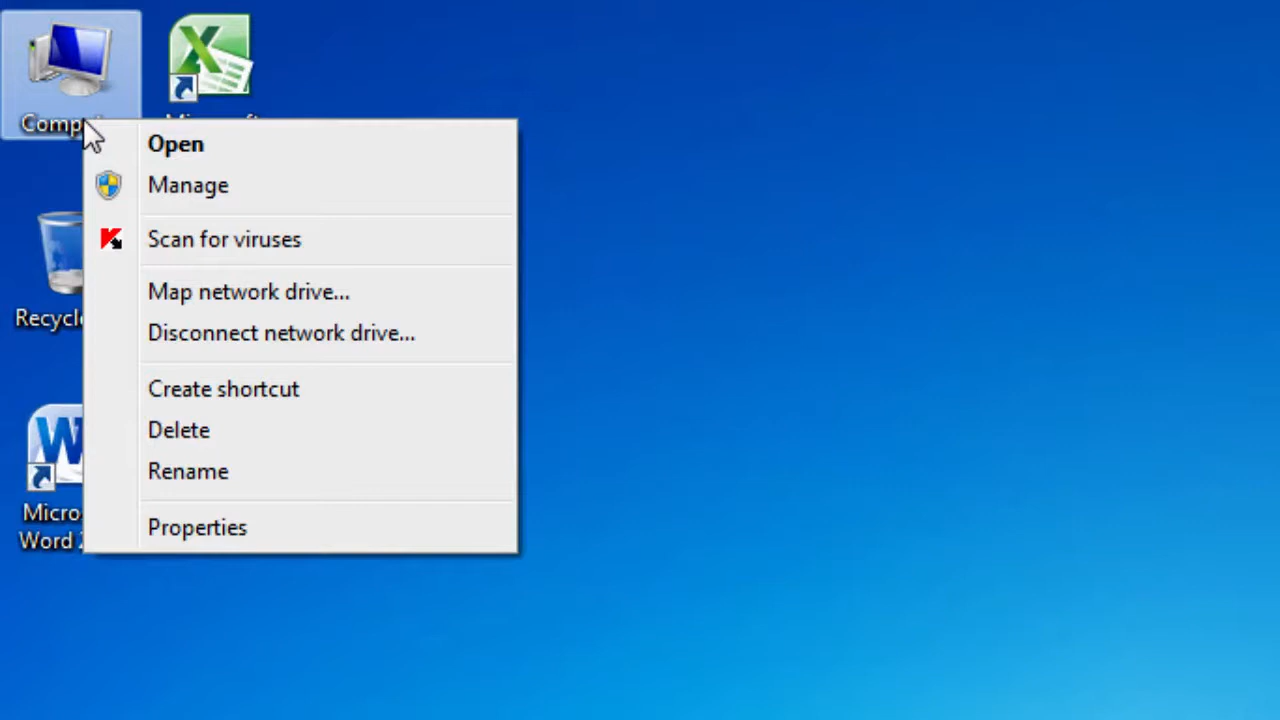 Open
Manage
Scan for viruses
Map network drive...
Disconnect network drive...
Create shortcut
Delete
Rename
Properties